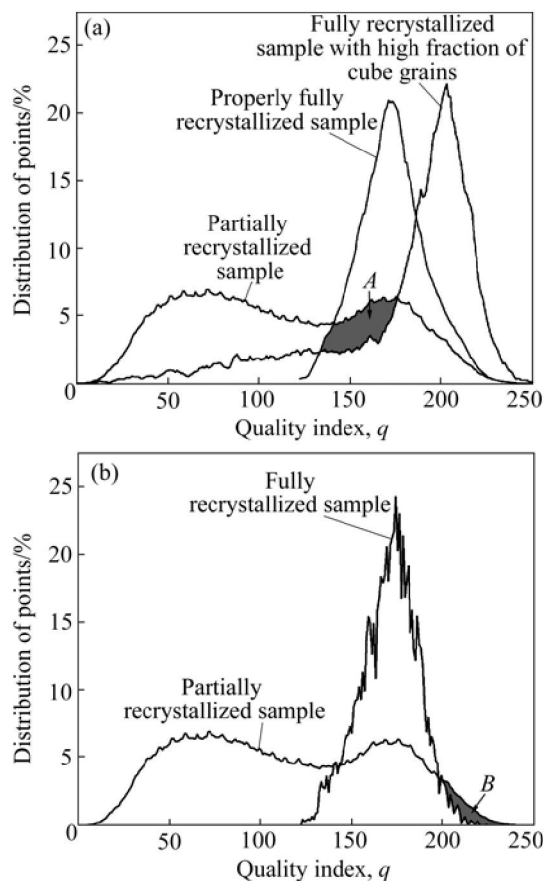 (a)
Fully recrystallized
sample with high fraction of
cube grains
Properly fully
recrystallized sample
Partially
recrystallized
sample
A
Distribution of points/%
25
20
15
10
5
0
50
100
150
200
250
Quality index, q
(b)
Fully
recrystallized sample
Partially
recrystallized sample
B
Distribution of points/%
25
20
15
10
5
0
50
100
150
200
250
Quality index, q